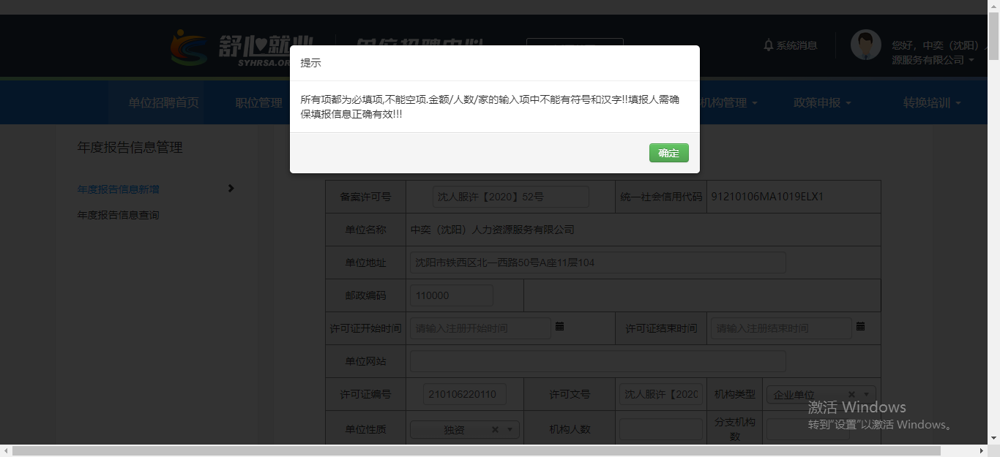 舒心就业
单位招聘中心
SYHRSA.OR
系统消息
您好，中奕（沈阳）
源服务有限公司
提示
所有项都为必填项,不能空项.金额/人数/家的输入项中不能有符号和汉字!!填报人需确
保填报信息正确有效!!!
确定
单位招聘首页
职位管理
机构管理
政策申报
转换培训
年度报告信息管理
年度报告信息新增
年度报告信息查询
备案许可号
沈人服许【2020】52号
统一社会信用代码
91210106MA1019ELX1
单位名称
中奕（沈阳）人力资源服务有限公司
单位地址
沈阳市铁西区北一西路50号A座11层104
邮政编码
110000
许可证开始时间
请输入注册开始时间
许可证结束时间
请输入注册结束时间
单位网站
许可证编号
210106220110
许可文号
沈人服许【2020
机构类型
企业单位
单位性质
独资
机构人数
分支机构
数
激活 Windows
转到"设置"以激活 Windows。